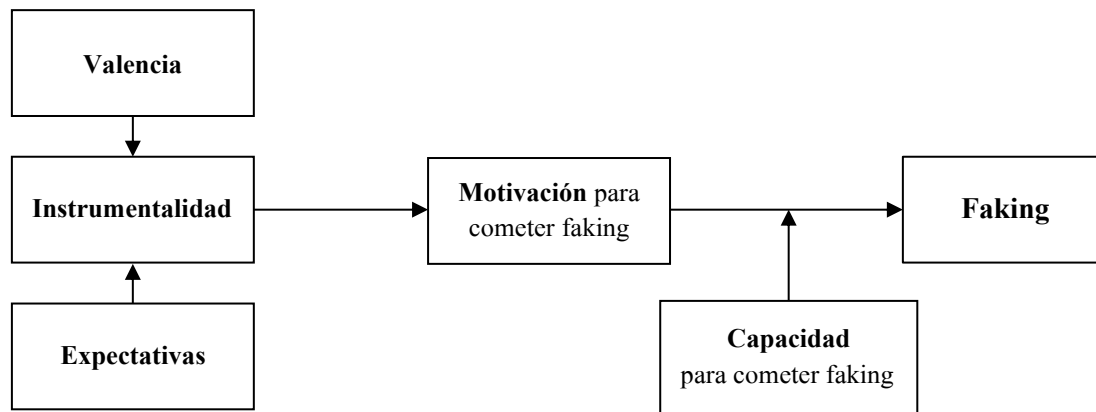 Valencia
Instrumentalidad
Motivación para
cometer faking
Faking
Expectativas
Capacidad
para cometer faking